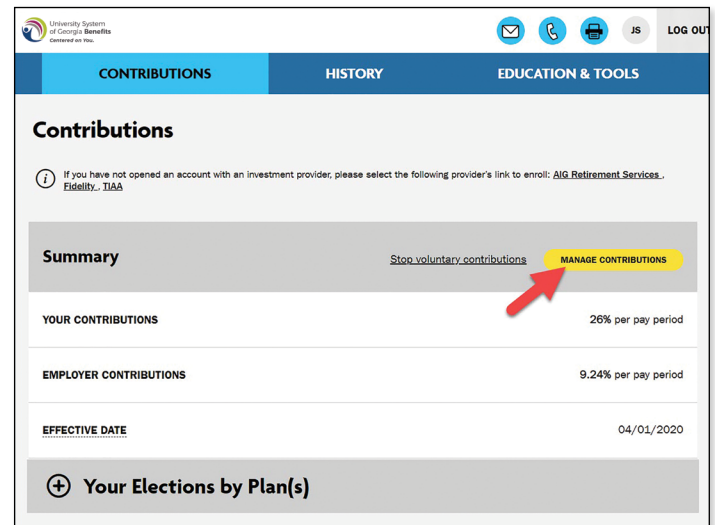 University System
of Georgia Benefits
Centered on You.
JS
LOG OUT
CONTRIBUTIONS
HISTORY
EDUCATION & TOOLS
Contributions
If you have not opened an account with an investment provider, please select the following provider's link to enroll: AIG Retirement Services ,
Fidelity , TIAA
Summary
Stop voluntary contributions
MANAGE CONTRIBUTIONS
YOUR CONTRIBUTIONS
26% per pay period
EMPLOYER CONTRIBUTIONS
9.24% per pay period
EFFECTIVE DATE
04/01/2020
Your Elections by Plan(s)